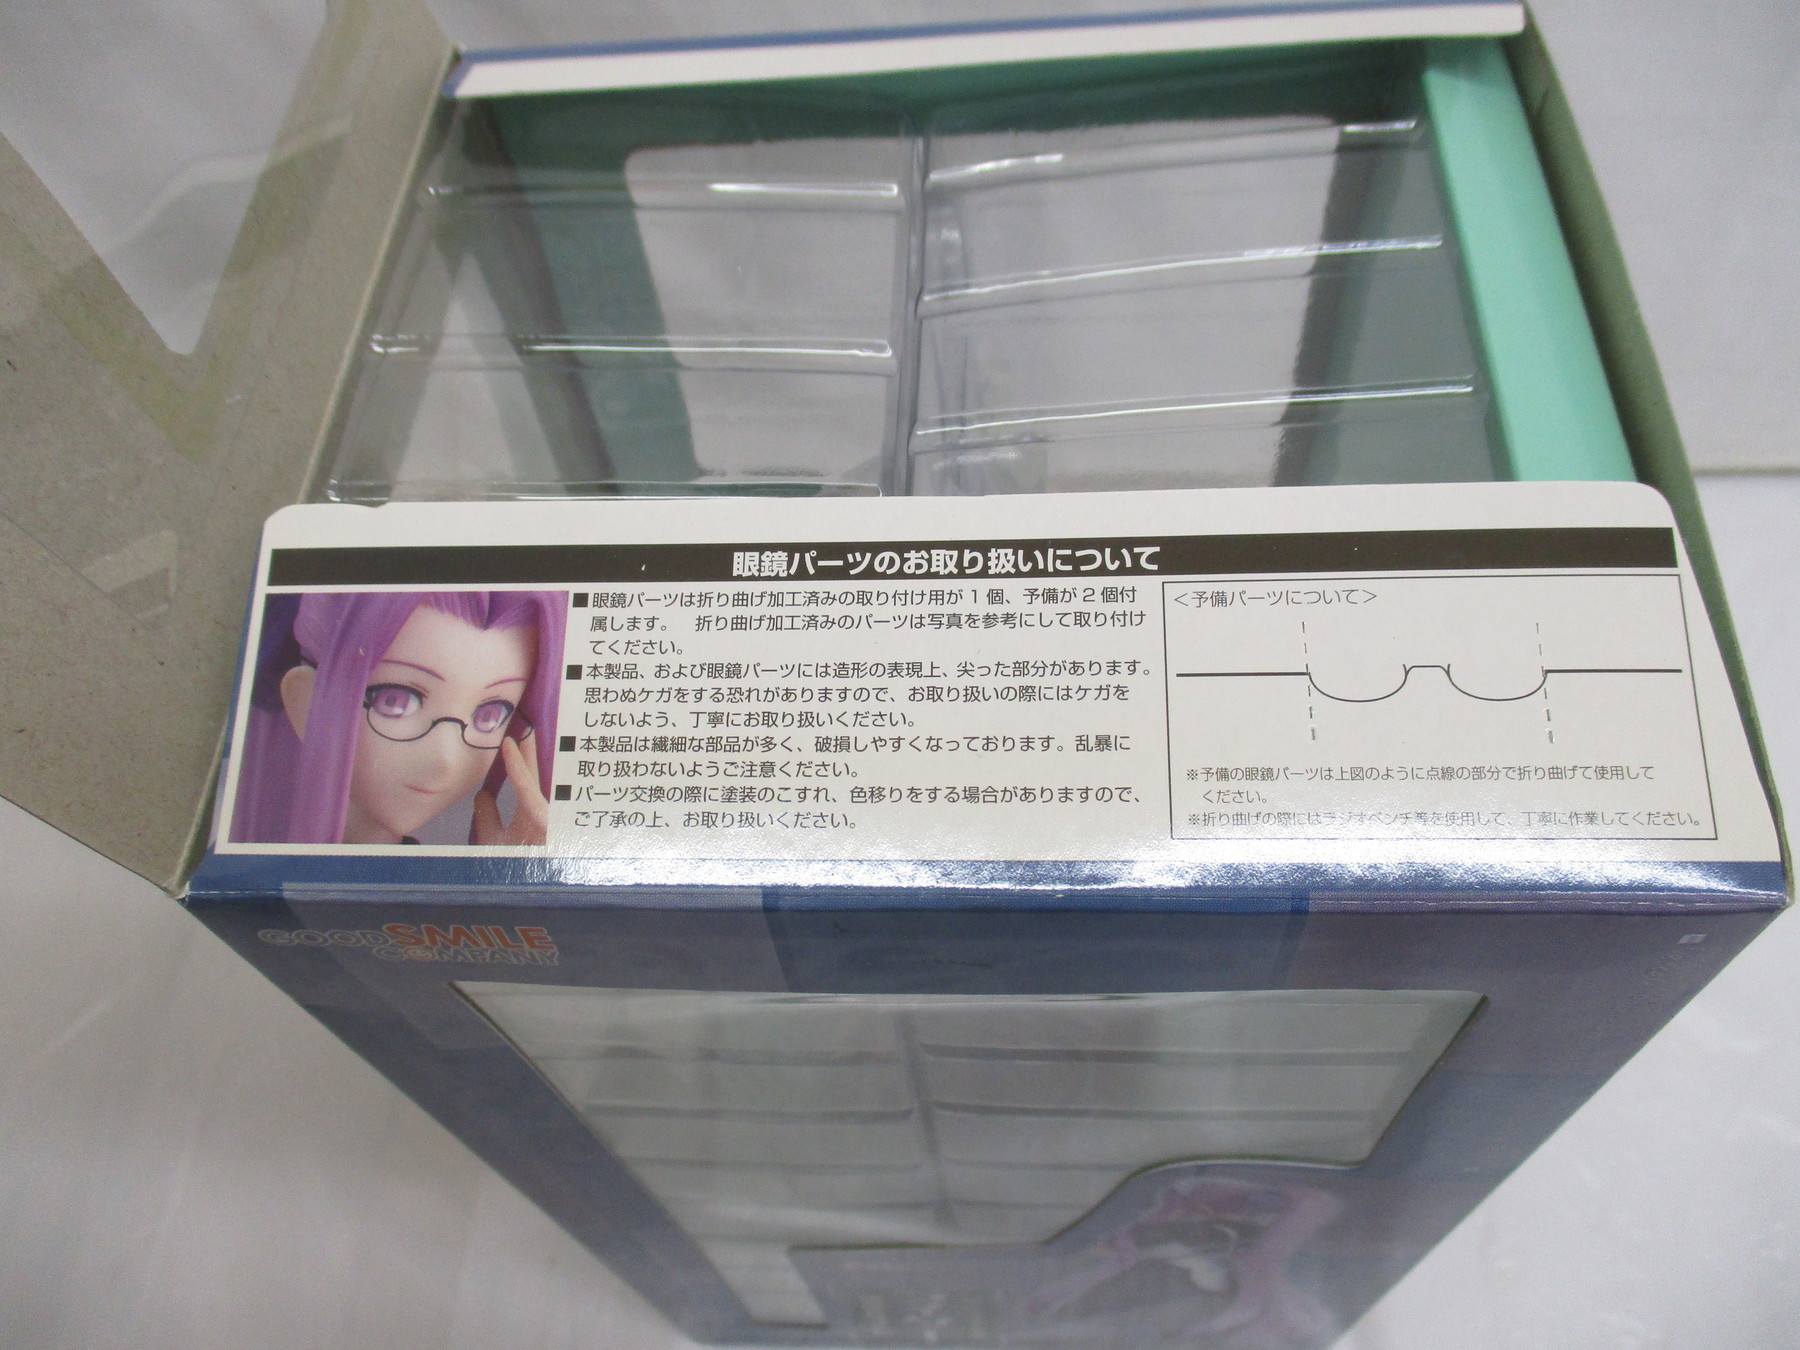 眼鏡パーツのお取り扱いについて
■眼鏡パーツは折り曲げ加工済みの取り付け用が1個、予備が2個付
属します。　折り曲げ加工済みのパーツは写真を参考にして取り付け
てください。
■本製品、および眼鏡パーツには造形の表現上、尖った部分があります。
思わぬケガをする恐れがありますので、お取り扱いの際にはケガを
しないよう、丁寧にお取り扱いください。
■本製品は繊細な部品が多く、破損しやすくなっております。乱暴に
取り扱わないようご注意ください。
■パーツ交換の際に塗装のこすれ、色移りをする場合がありますので、
ご了承の上、お取り扱いください。
＜予備パーツについて＞
※予備の眼鏡パーツは上図のように点線の部分で折り曲げて使用して
ください。
※折り曲げの際にはラジオペンチ等を使用して、丁寧に作業してください。
GOODSMILE
COMPANY